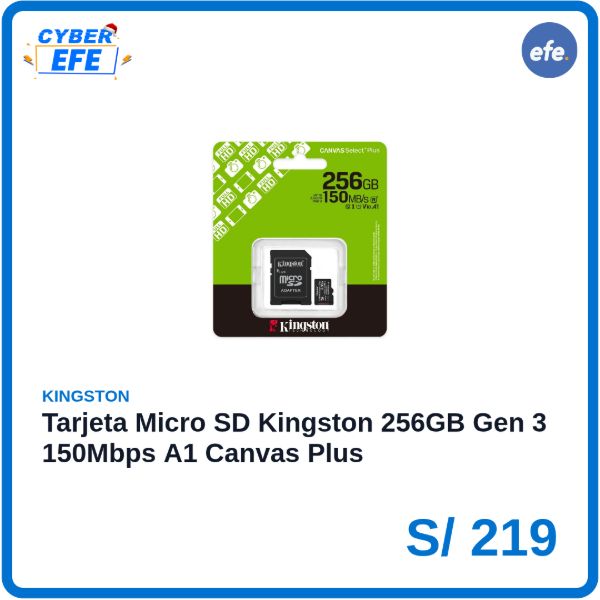 CYBER
EFE
efe.
CANVAS Select Plus
256GB
150MB/s
Kingston
micro
SD
ADAPTER
Kingston
KINGSTON
Tarjeta Micro SD Kingston 256GB Gen 3
150Mbps A1 Canvas Plus
S/ 219